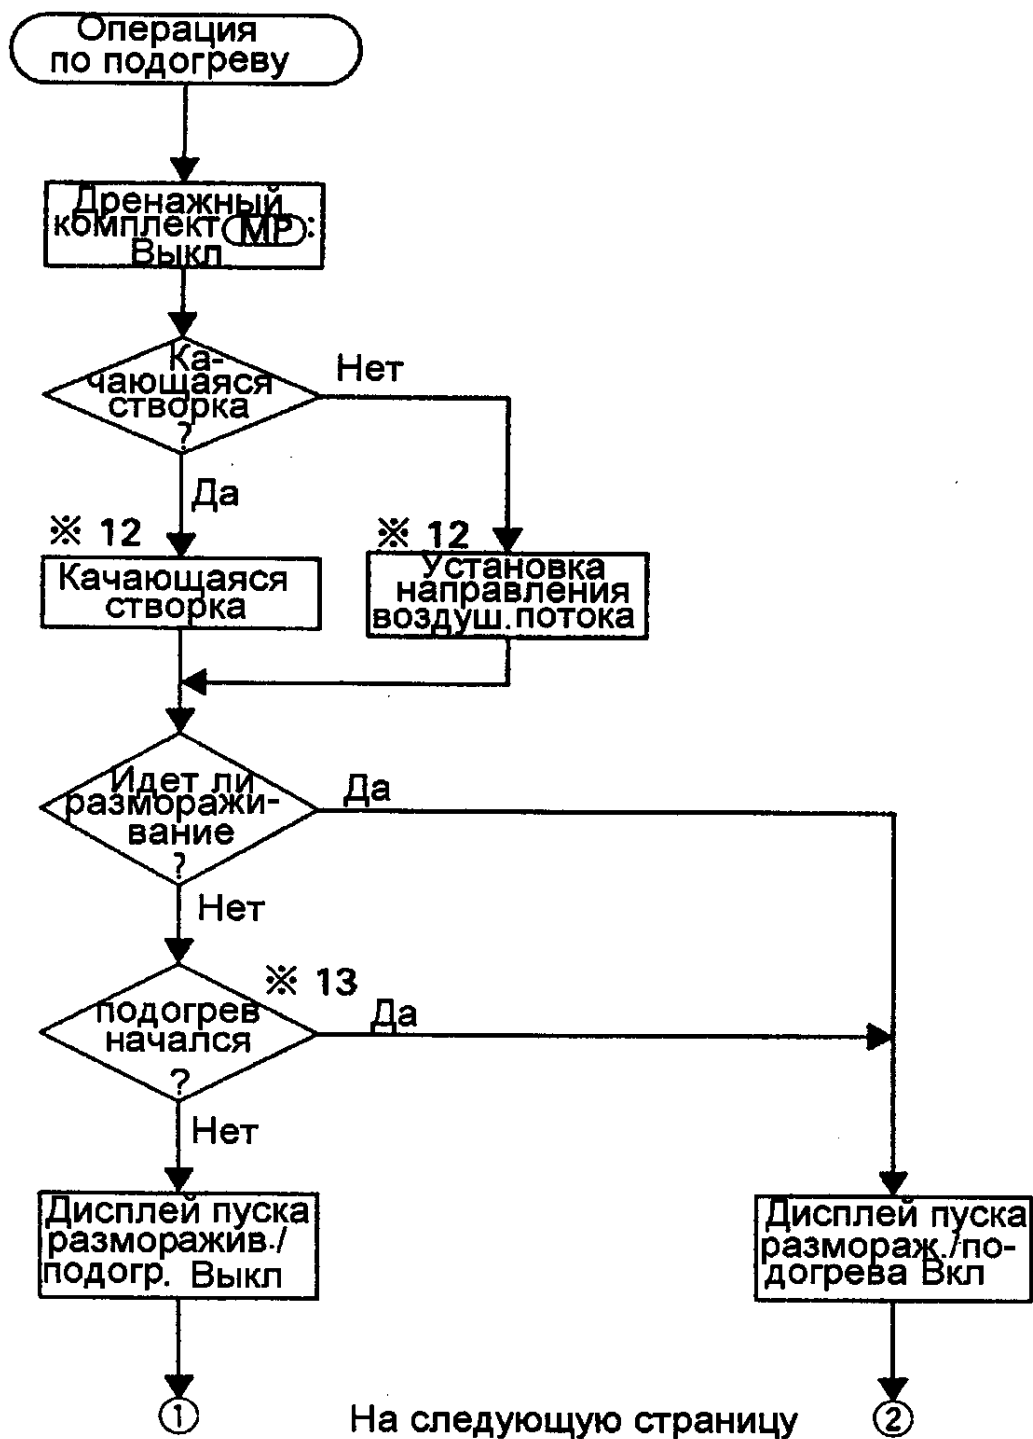 Операция
по подогреву
Дренажный
комплект MP:
Выкл
Ка-
чающаяся
створка
?
Нет
Да
※ 12
※ 12
Качающаяся
створка
Установка
направления
воздуш.потока
Идет ли
разморажи-
вание
?
Да
Нет
※ 13
подогрев
начался
?
Да
Нет
Дисплей пуска
разморажив./
подогр. Выкл
Дисплей пуска
размораж./по-
догрева Вкл
①
На следующую страницу
②